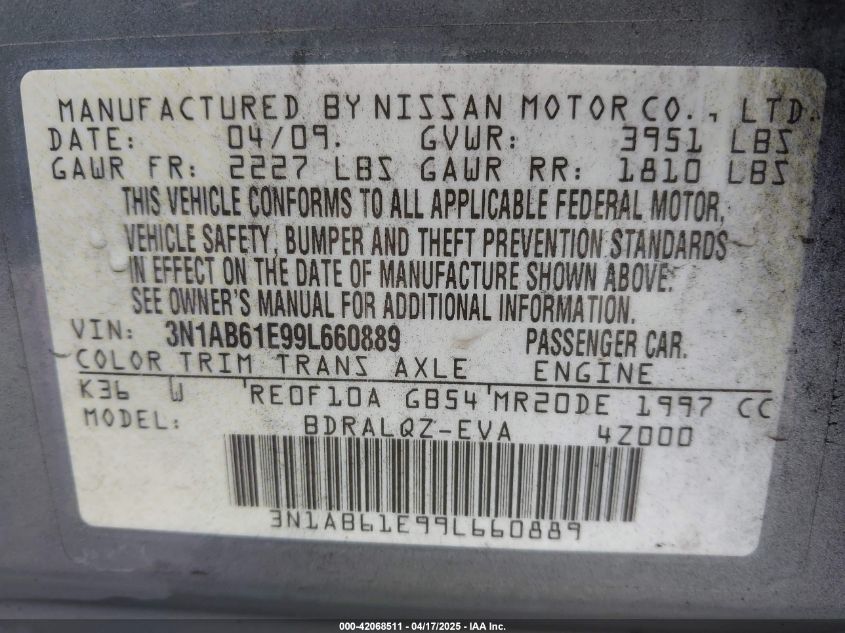 MANUFACTURED BY NISSAN MOTOR CO., LTD.
DATE: 04/09. GVWR: 3951 LBS
GAWR FR: 2227 LBS GAWR RR: 1810 LBS
THIS VEHICLE CONFORMS TO ALL APPLICABLE FEDERAL MOTOR,
VEHICLE SAFETY, BUMPER AND THEFT PREVENTION STANDARDS
IN EFFECT ON THE DATE OF MANUFACTURE SHOWN ABOVE.
SEE OWNER'S MANUAL FOR ADDITIONAL INFORMATION.
VIN: 3N1AB61E99L660889 PASSENGER CAR.
COLOR TRIM TRANS AXLE ENGINE
K36 W RE0F10A GB54 MR20DE 1997 CC
MODEL: BDRALQZ-EVA 4Z000
3N1AB61E99L660889
000-42068511 - 04/17/2025 - IAA Inc.